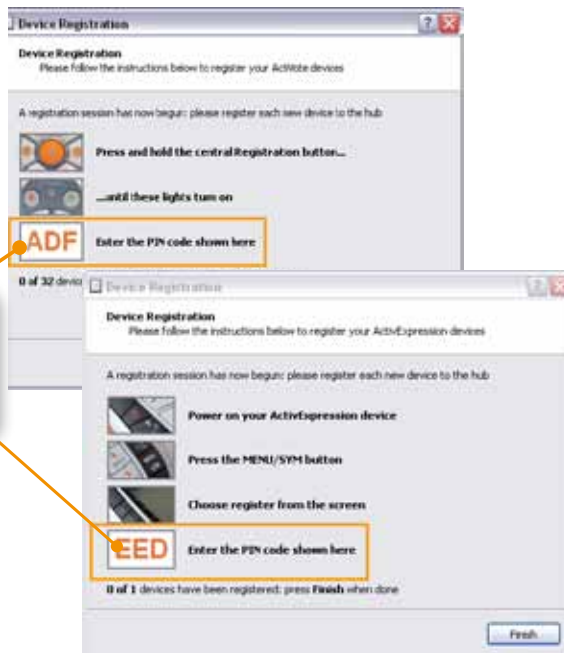 Device Registration
Device Registration
Please follow the instructions below to register your ActiVote devices
A registration session has now begun: please register each new device to the hub
Press and hold the central Registration button...
...until these lights turn on
ADF Enter the PIN code shown here
0 of 32 devic
Device Registration
Device Registration
Please follow the instructions below to register your ActivExpression devices
A registration session has now begun: please register each new device to the hub
Power on your ActivExpression device
Press the MENU/SYM button
Choose register from the screen
EED Enter the PIN code shown here
0 of 1 devices have been registered: press Finish when done
Finish